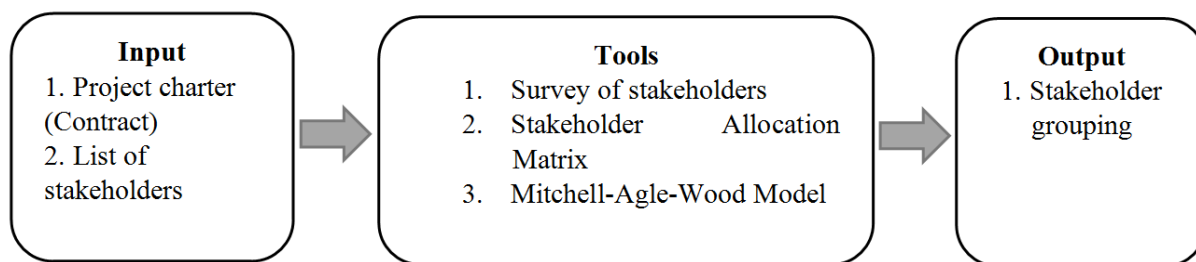 Input
1. Project charter
(Contract)
2. List of
stakeholders
Tools
1. Survey of stakeholders
2. Stakeholder Allocation
Matrix
3. Mitchell-Agle-Wood Model
Output
1. Stakeholder
grouping